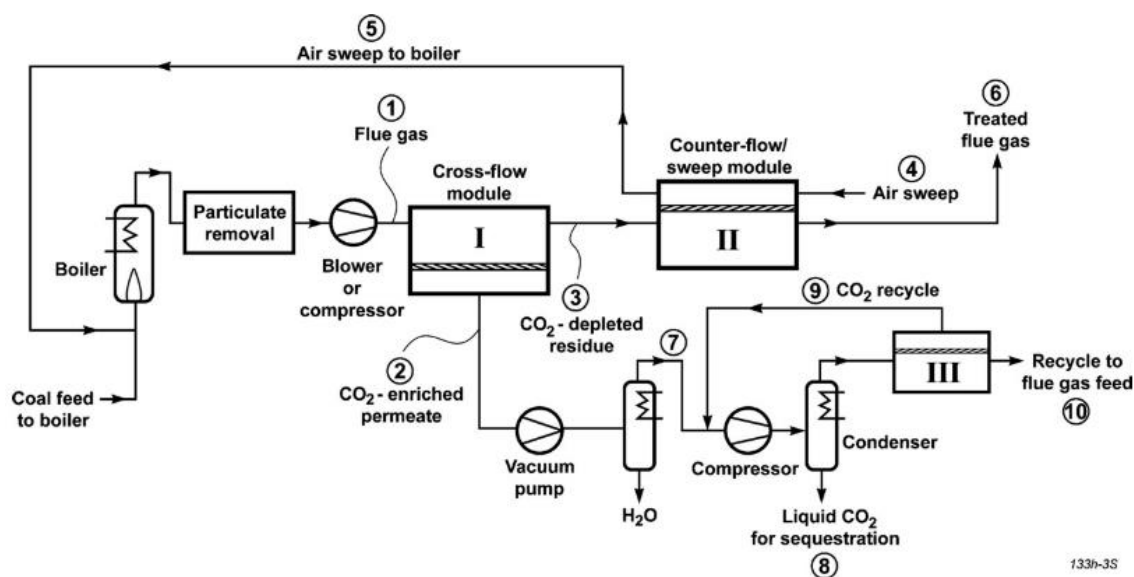 ⑤
Air sweep to boiler
①
Flue gas
⑥
Treated
flue gas
Counter-flow/
sweep module
④
Air sweep
Cross-flow
module
Particulate
removal
I
II
Boiler
Blower
or
compressor
③
CO₂ - depleted
residue
⑨ CO₂ recycle
⑦
III
②
CO₂ - enriched
permeate
Recycle to
flue gas feed
⑩
Coal feed
to boiler
Vacuum
pump
Compressor
Condenser
H₂O
Liquid CO₂
for sequestration
⑧
133h-3S